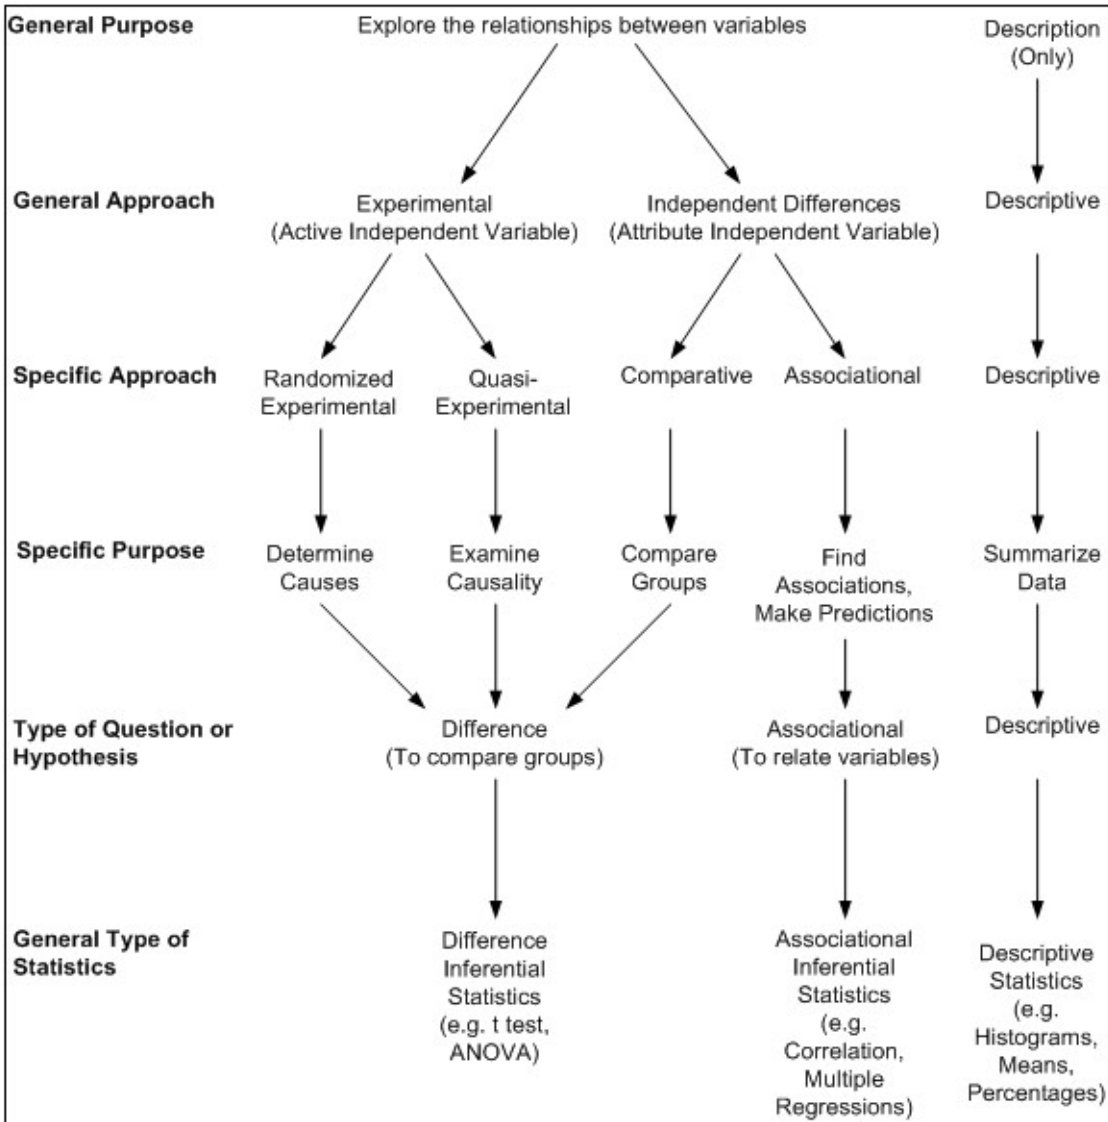 General Purpose
Explore the relationships between variables
Description
(Only)
General Approach
Experimental
(Active Independent Variable)
Independent Differences
(Attribute Independent Variable)
Descriptive
Specific Approach
Randomized
Experimental
Quasi-
Experimental
Comparative
Associational
Descriptive
Specific Purpose
Determine
Causes
Examine
Causality
Compare
Groups
Find
Associations,
Make Predictions
Summarize
Data
Type of Question or
Hypothesis
Difference
(To compare groups)
Associational
(To relate variables)
Descriptive
General Type of
Statistics
Difference
Inferential
Statistics
(e.g. t test,
ANOVA)
Associational
Inferential
Statistics
(e.g.
Correlation,
Multiple
Regressions)
Descriptive
Statistics
(e.g.
Histograms,
Means,
Percentages)